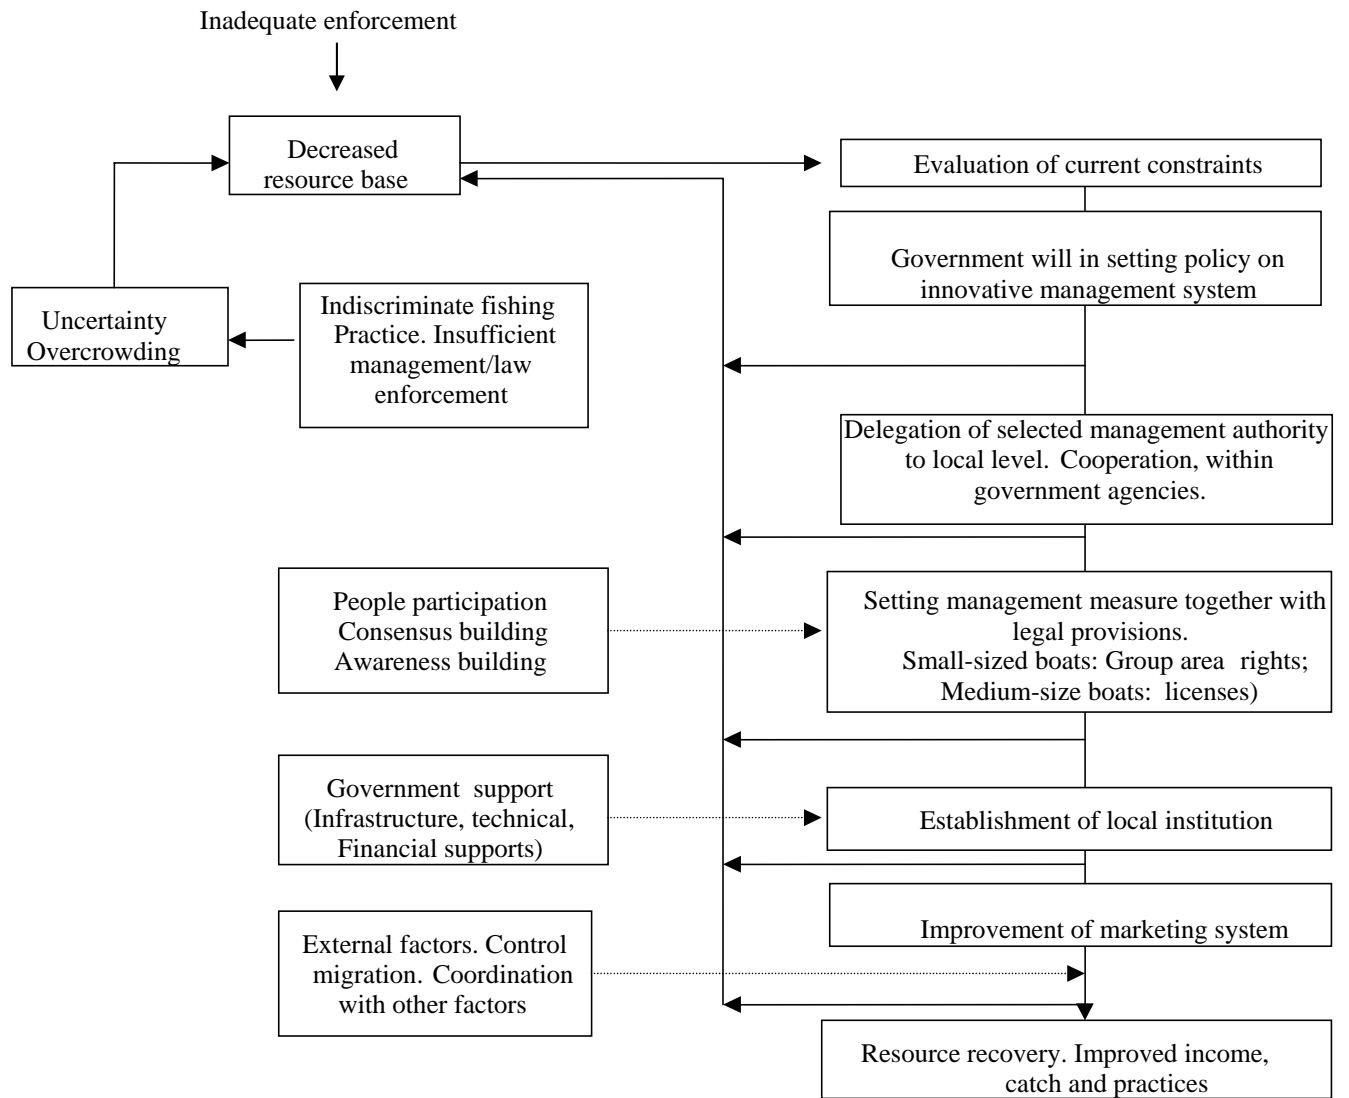 Inadequate enforcement
Decreased
resource base
Evaluation of current constraints
Government will in setting policy on
innovative management system
Uncertainty
Overcrowding
Indiscriminate fishing
Practice. Insufficient
management/law
enforcement
Delegation of selected management authority
to local level. Cooperation, within
government agencies.
People participation
Consensus building
Awareness building
Setting management measure together with
legal provisions.
Small-sized boats: Group area rights;
Medium-size boats: licenses)
Government support
(Infrastructure, technical,
Financial supports)
Establishment of local institution
External factors. Control
migration. Coordination
with other factors
Improvement of marketing system
Resource recovery. Improved income,
catch and practices